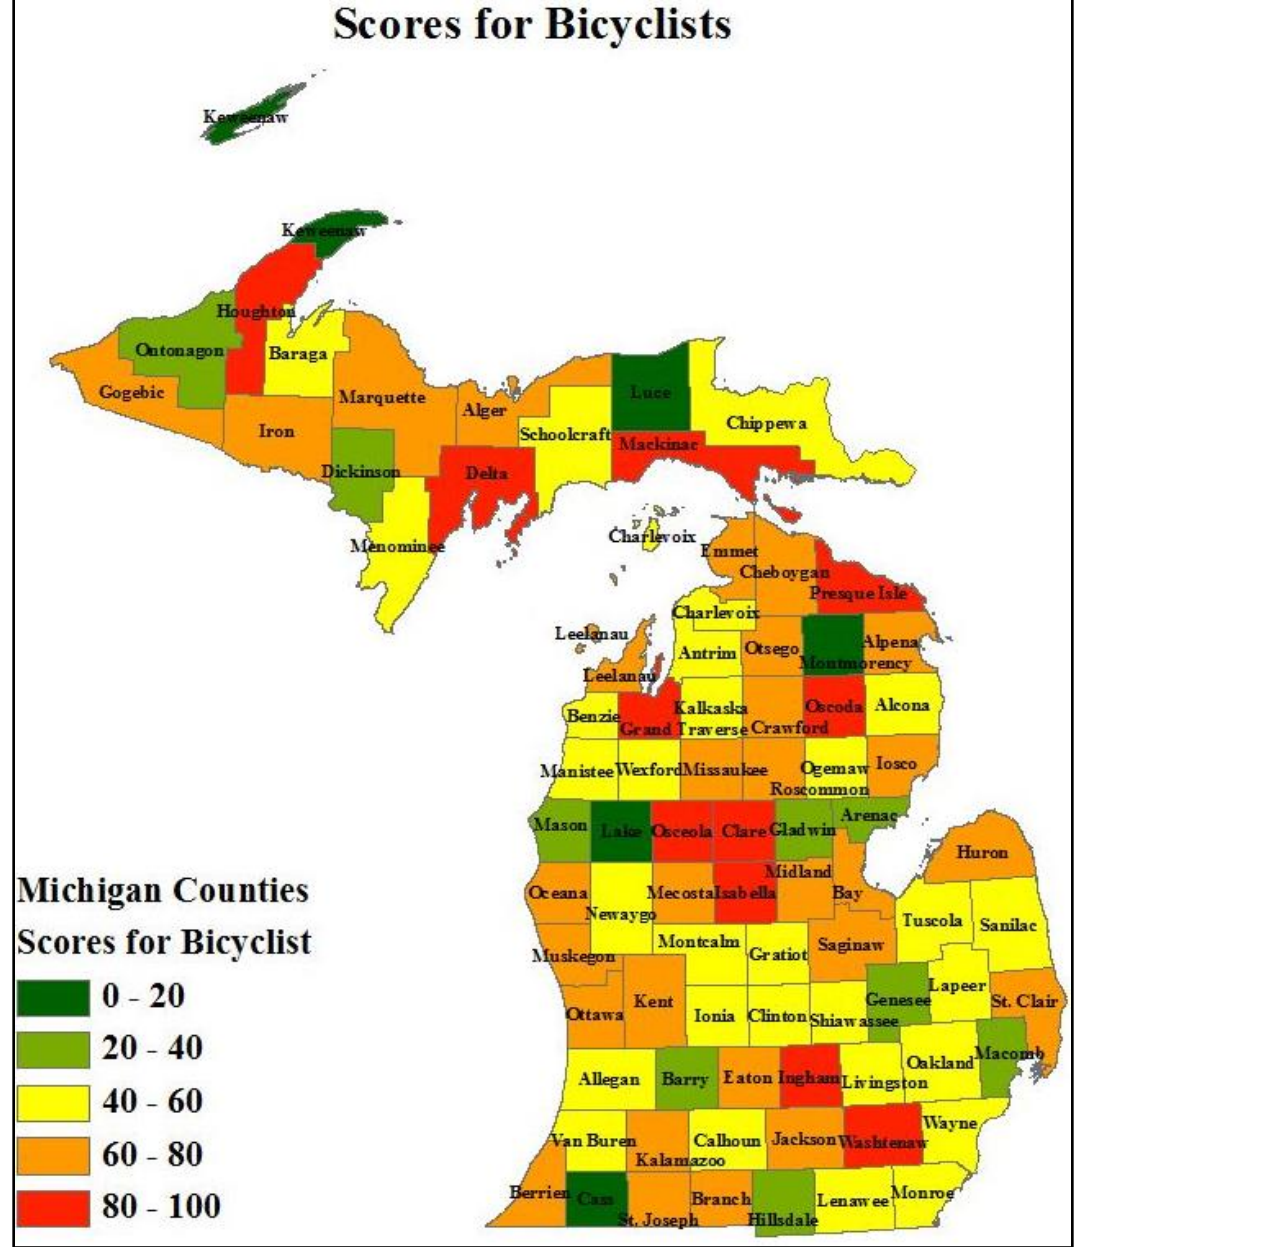 Scores for Bicyclists
Keweenaw
Keweenaw
Houghton
Ontonagon
Baraga
Gogebic
Marquette
Luce
Alger
Iron
Schoolcraft
Mackinac
Chippewa
Dickinson
Delta
Menominee
Charlevoix
Emmet
Cheboygan
Presque Isle
Charlevoix
Leelanau
Antrim
Otsego
Alpena
Montmorency
Leelanau
Kalkaska
Oscoda
Alcona
Benzie
Grand Traverse
Crawford
Manistee
Wexford
Missaukee
Ogemaw
Iosco
Roscommon
Mason
Lake
Osceola
Clare
Gladwin
Arenac
Huron
Oceana
Newaygo
Mecosta
Isabella
Midland
Bay
Tuscola
Sanilac
Montcalm
Gratiot
Saginaw
Muskegon
Ottawa
Kent
Ionia
Clinton
Shiawassee
Genesee
Lapeer
St. Clair
Allegan
Barry
Eaton
Ingham
Livingston
Oakland
Macomb
Van Buren
Kalamazoo
Calhoun
Jackson
Washtenaw
Wayne
Berrien
Cass
St. Joseph
Branch
Hillsdale
Lenawee
Monroe
Michigan Counties
Scores for Bicyclist
0 - 20
20 - 40
40 - 60
60 - 80
80 - 100